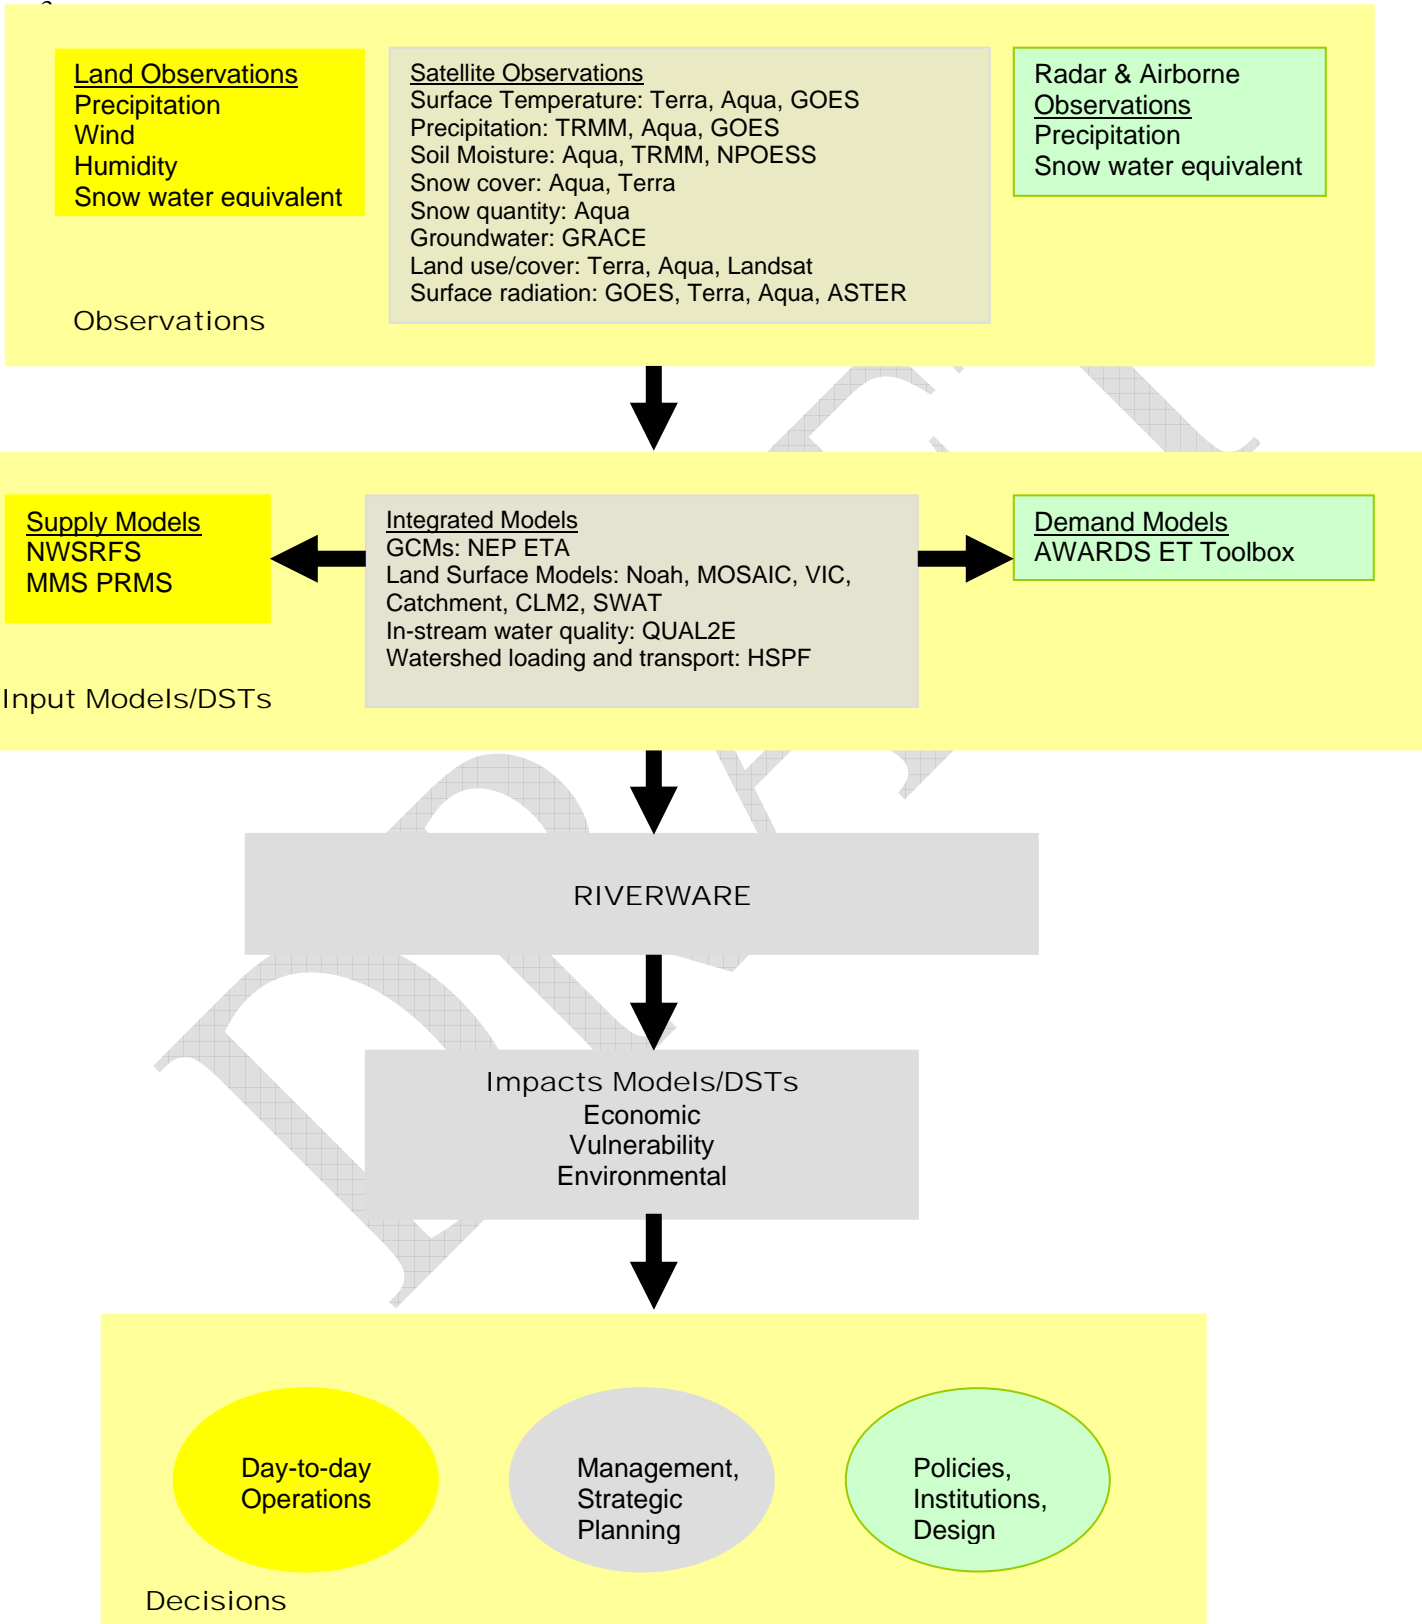 Land Observations
Precipitation
Wind
Humidity
Snow water equivalent
Satellite Observations
Surface Temperature: Terra, Aqua, GOES
Precipitation: TRMM, Aqua, GOES
Soil Moisture: Aqua, TRMM, NPOESS
Snow cover: Aqua, Terra
Snow quantity: Aqua
Groundwater: GRACE
Land use/cover: Terra, Aqua, Landsat
Surface radiation: GOES, Terra, Aqua, ASTER
Radar & Airborne
Observations
Precipitation
Snow water equivalent
Observations
Supply Models
NWSRFS
MMS PRMS
Integrated Models
GCMs: NEP ETA
Land Surface Models: Noah, MOSAIC, VIC,
Catchment, CLM2, SWAT
In-stream water quality: QUAL2E
Watershed loading and transport: HSPF
Demand Models
AWARDS ET Toolbox
Input Models/DSTs
RIVERWARE
Impacts Models/DSTs
Economic
Vulnerability
Environmental
Day-to-day
Operations
Management,
Strategic
Planning
Policies,
Institutions,
Design
Decisions
DRAFT